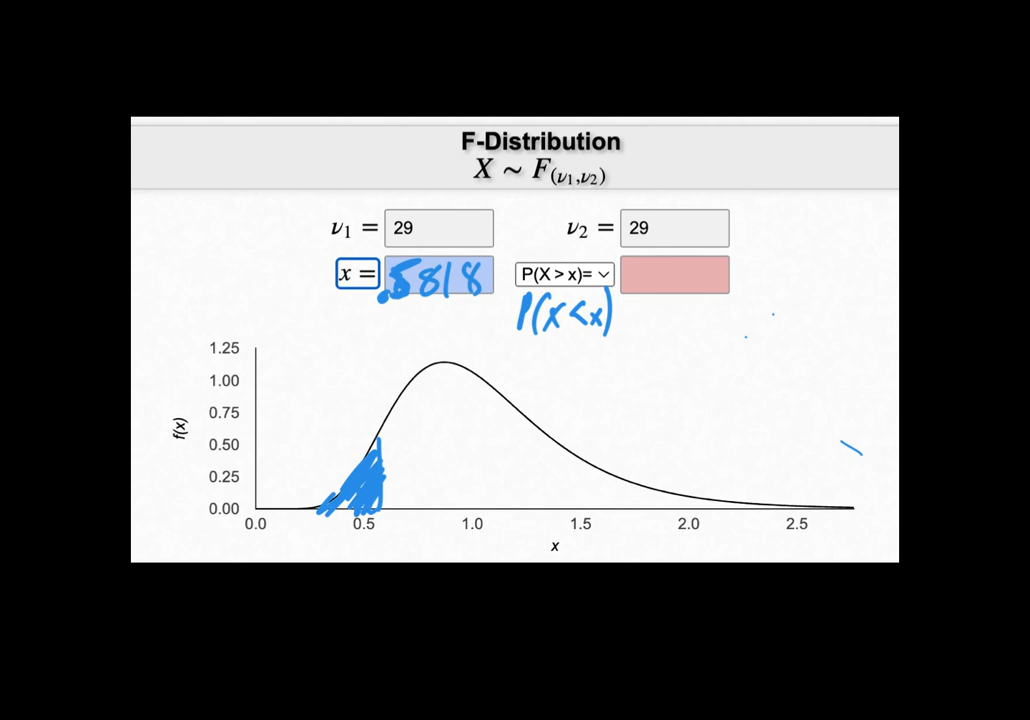 F-Distribution
X ~ F(ν1,ν2)
ν1 = 29 ν2 = 29
x = .5818 P(X > x)=
P(X < x)
1.25
1.00
0.75
0.50
0.25
0.00
f(x)
0.0 0.5 1.0 1.5 2.0 2.5
x